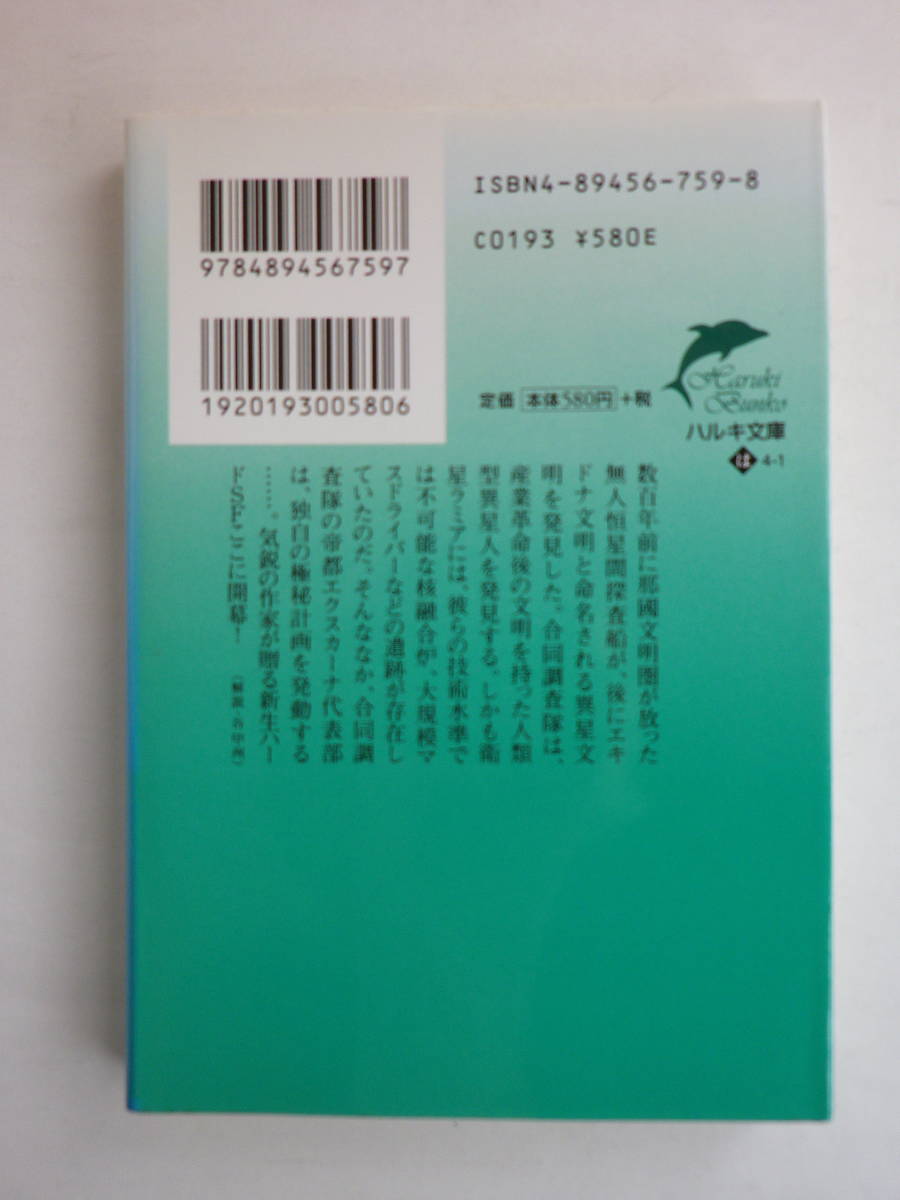 9784894567597
1920193005806
ISBN4-89456-759-8
C0193 ¥580E
定価 本体580円 +税
Haruki
Bunko
ハルキ文庫
は 4-1
数百年前に那國文明圏が放った
無人恒星間探査船が、後にエキ
ドナ文明と命名される異星文
明を発見した。合同調査隊は、
産業革命後の文明を持った人類
型異星人を発見する。しかも衛
星ラミアには、彼らの技術水準で
は不可能な核融合炉、大規模マ
スドライバーなどの遺跡が存在し
ていたのだ。そんななか、合同調
査隊の帝都エクスカーナ代表部
は、独自の極秘計画を発動する
……。気鋭の作家が贈る新生ハー
ドSFここに開幕!
(解説・谷甲州)